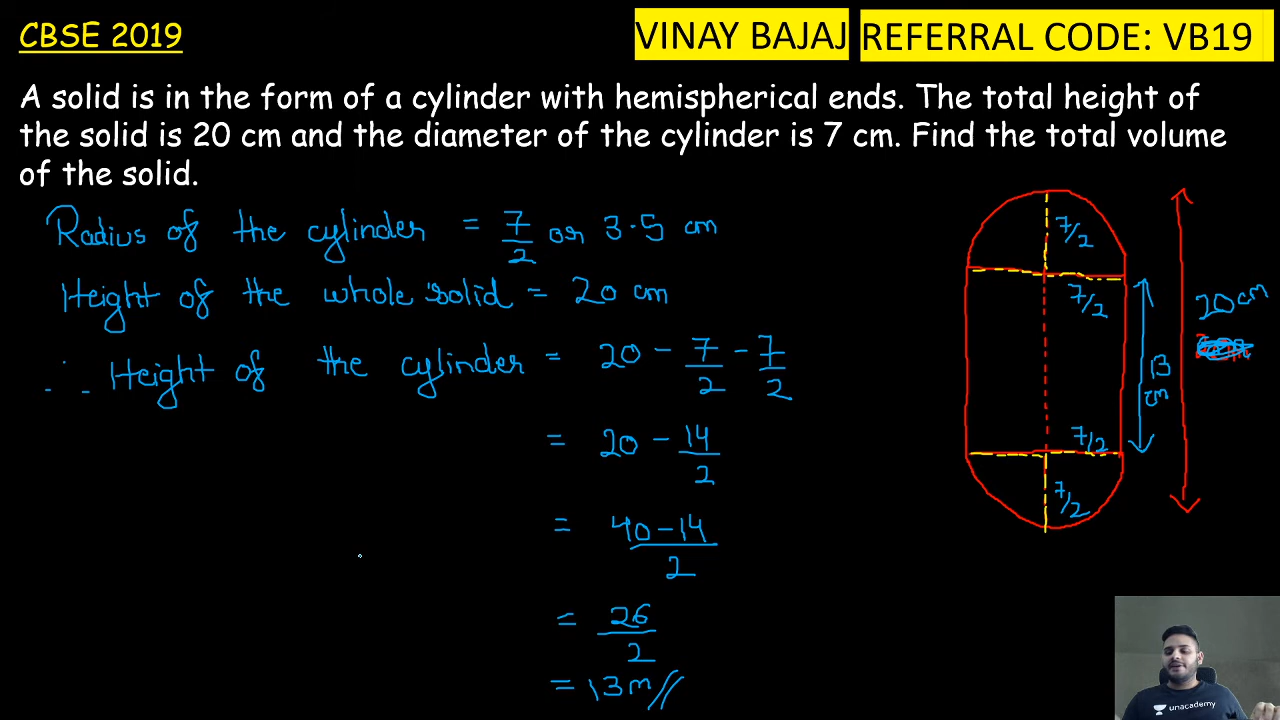 CBSE 2019
VINAY BAJAJ
REFERRAL CODE: VB19
A solid is in the form of a cylinder with hemispherical ends. The total height of
the solid is 20 cm and the diameter of the cylinder is 7 cm. Find the total volume
of the solid.
Radius of the cylinder = 7/2 or 3.5 cm
Height of the whole solid = 20 cm
∴ Height of the cylinder = 20 - 7/2 - 7/2
= 20 - 14/2
= 40-14/2
= 26/2
= 13m//
7/2
7/2
20 cm
13 cm
7/2
7/2
unacademy